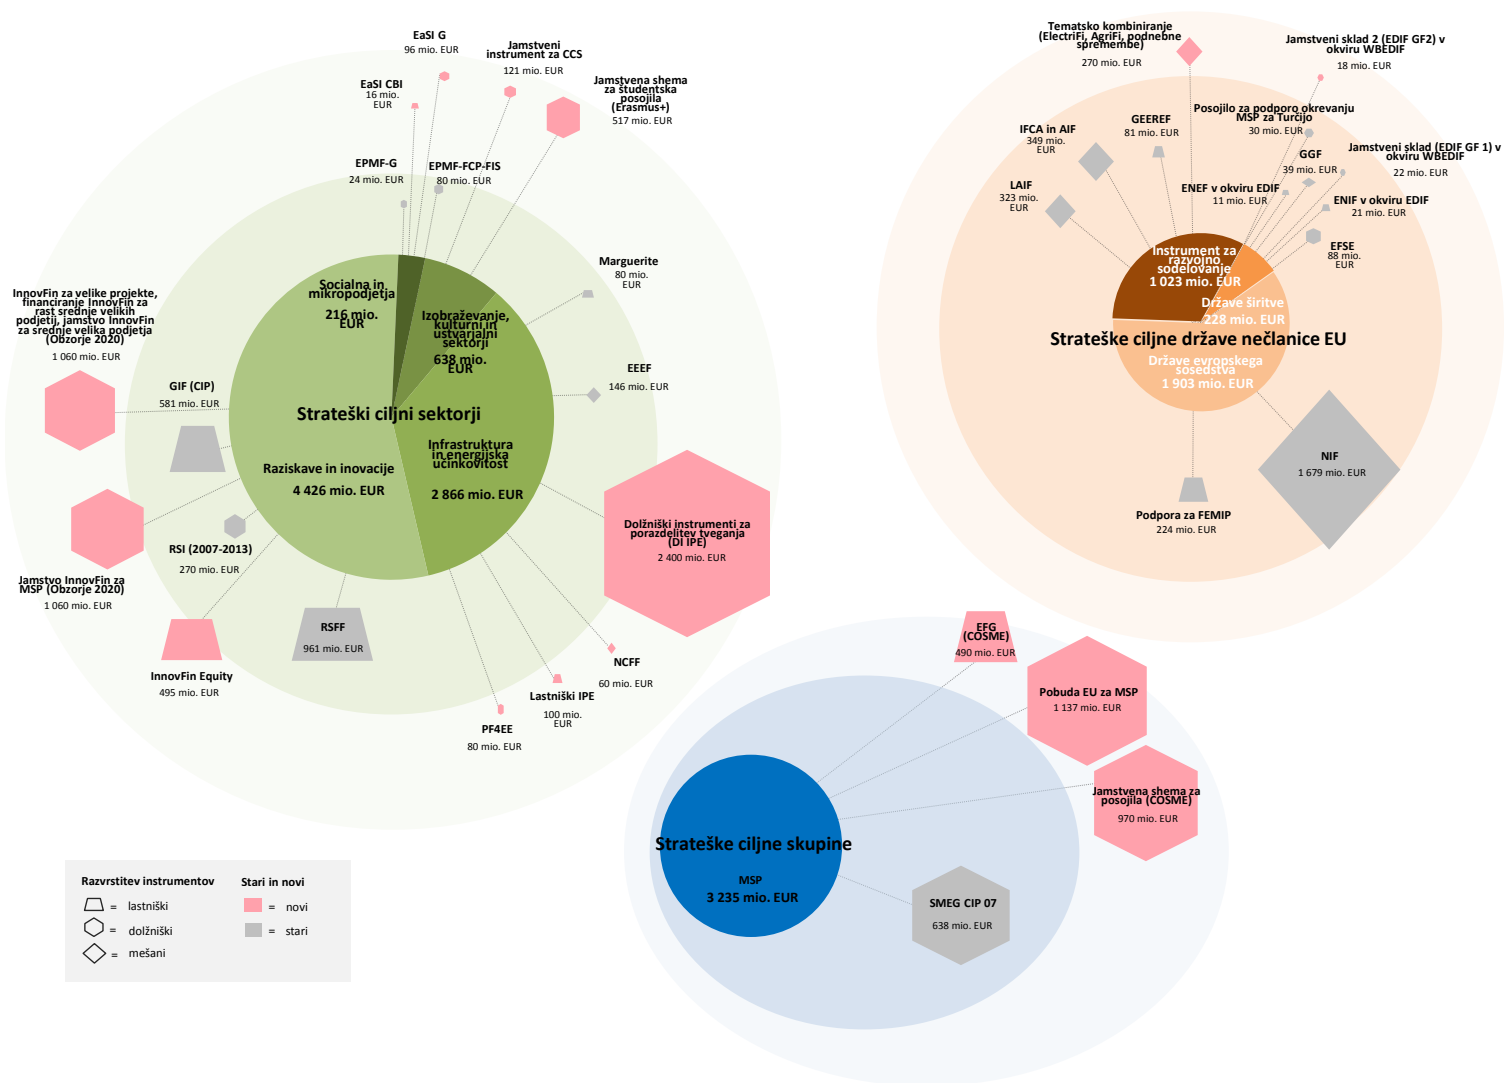 EaSI G
96 mio. EUR
Jamstveni
instrument za CCS
121 mio. EUR
EaSI CBI
16 mio.
EUR
Jamstvena shema
za študentska
posojila
(Erasmus+)
517 mio. EUR
EPMF-G
24 mio. EUR
EPMF-FCP-FIS
80 mio. EUR
Marguerite
80 mio.
EUR
InnovFin za velike projekte,
financiranje InnovFin za
rast srednje velikih
podjetij, jamstvo InnovFin
za srednje velika podjetja
(Obzorje 2020)
1 060 mio. EUR
Socialna in
mikropodjetja
216 mio.
EUR
Izobraževanje,
kulturni in
ustvarjalni
sektorji
638 mio.
EUR
GIF (CIP)
581 mio. EUR
EEEF
146 mio. EUR
Strateški ciljni sektorji
Raziskave in inovacije
4 426 mio. EUR
Infrastruktura
in energijska
učinkovitost
2 866 mio. EUR
Dolžniški instrumenti za
porazdelitev tveganja
(DI IPE)
2 400 mio. EUR
RSI (2007-2013)
270 mio. EUR
Jamstvo InnovFin za
MSP (Obzorje 2020)
1 060 mio. EUR
RSFF
961 mio. EUR
InnovFin Equity
495 mio. EUR
NCFF
60 mio. EUR
Lastniški IPE
100 mio.
EUR
PF4EE
80 mio. EUR
Tematsko kombiniranje
(ElectriFi, AgriFi, podnebne
spremembe)
270 mio. EUR
Jamstveni sklad 2 (EDIF GF2) v
okviru WBEDIF
18 mio. EUR
Posojilo za podporo okrevanju
MSP za Turčijo
30 mio. EUR
GEEREF
81 mio. EUR
IFCA in AIF
349 mio.
EUR
GGF
39 mio. EUR
Jamstveni sklad (EDIF GF 1) v
okviru WBEDIF
22 mio. EUR
LAIF
323 mio.
EUR
ENEF v okviru EDIF
11 mio. EUR
ENIF v okviru EDIF
21 mio. EUR
EFSE
88 mio.
EUR
Instrument za
razvojno
sodelovanje
1 023 mio. EUR
Države širitve
228 mio. EUR
Strateške ciljne države nečlanice EU
Države evropskega
sosedstva
1 903 mio. EUR
NIF
1 679 mio. EUR
Podpora za FEMIP
224 mio. EUR
EFG
(COSME)
490 mio. EUR
Pobuda EU za MSP
1 137 mio. EUR
Jamstvena shema za
posojila (COSME)
970 mio. EUR
Strateške ciljne skupine
MSP
3 235 mio. EUR
SMEG CIP 07
638 mio. EUR
Razvrstitev instrumentov
= lastniški
= dolžniški
= mešani
Stari in novi
= novi
= stari